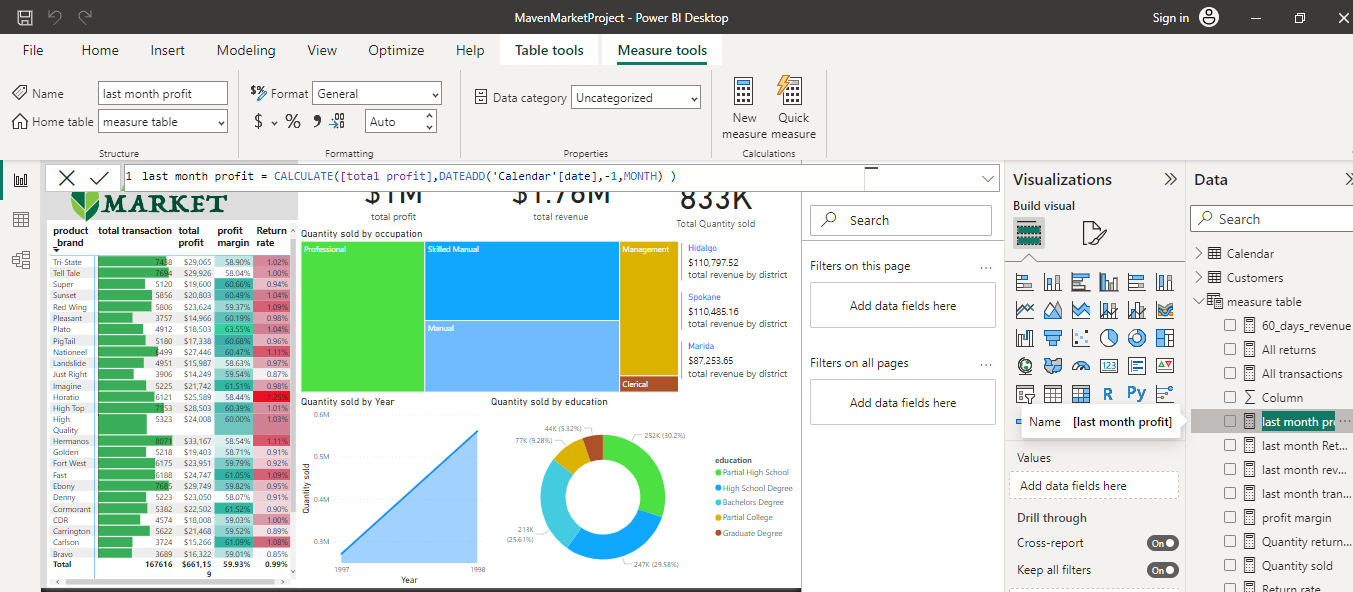 MavenMarketProject - Power BI Desktop
Sign in
File Home Insert Modeling View Optimize Help Table tools Measure tools
Name last month profit
Home table measure table
Structure
Format General
$ % Auto
Formatting
Data category Uncategorized
Properties
New measure
Quick measure
Calculations
1 last month profit = CALCULATE([total profit],DATEADD('Calendar'[date],-1,MONTH) )
MARKET
$1M
total profit
$1.76M
total revenue
833K
Total Quantity sold
product brand total transaction total profit profit margin Return rate
Tri-State 7438 $29,065 58.90% 1.02%
Tell Tale 7694 $29,926 58.04% 1.00%
Super 5120 $19,600 60.66% 0.94%
Sunset 5856 $20,803 60.49% 1.04%
Red Wing 5806 $23,624 59.37% 1.09%
Pleasant 3757 $14,966 60.19% 0.98%
Plato 4912 $18,503 63.55% 1.04%
PigTail 5180 $17,338 60.68% 0.96%
Nationeel 6499 $27,446 60.47% 1.11%
Landslide 4951 $15,987 58.63% 0.97%
Just Right 3906 $14,249 59.54% 0.87%
Imagine 5225 $21,742 61.51% 0.98%
Horatio 6121 $25,589 58.44% 1.25%
High Top 7153 $28,503 60.39% 1.01%
High Quality 5323 $24,008 60.00% 1.03%
Hermanos 8071 $33,167 58.54% 1.11%
Golden 5218 $19,403 58.71% 0.91%
Fort West 6175 $23,951 59.79% 0.92%
Fast 6188 $24,747 61.05% 1.09%
Ebony 7685 $29,749 59.82% 0.95%
Denny 5223 $23,050 58.07% 0.91%
Cormorant 5382 $22,502 61.52% 0.90%
CDR 4574 $18,008 59.03% 1.00%
Carrington 5622 $21,468 59.52% 0.89%
Carlson 3724 $15,266 61.09% 1.08%
Bravo 3689 $16,322 59.01% 0.85%
Total 167616 $661,159 59.93% 0.99%
Quantity sold by occupation
Professional
Skilled Manual
Manual
Management
Clerical
Hidalgo
$110,797.52
total revenue by district
Spokane
$110,485.16
total revenue by district
Marida
$87,253.65
total revenue by district
Quantity sold by Year
Quantity sold
0.6M
0.5M
0.4M
0.3M
1997 1998
Year
Quantity sold by education
44K (5.32%)
77K (9.28%)
252K (30.2%)
213K (25.61%)
247K (29.58%)
education
Partial High School
High School Degree
Bachelors Degree
Partial College
Graduate Degree
Search
Filters on this page ...
Add data fields here
Filters on all pages ...
Add data fields here
Visualizations
Build visual
123
R Py
Name [last month profit]
Values
Add data fields here
Drill through
Cross-report On
Keep all filters On
Data
Search
Calendar
Customers
measure table
60_days_revenue
All returns
All transactions
Column
last month pr ...
last month Ret...
last month rev...
last month tran...
profit margin
Quantity return...
Quantity sold
Return rate